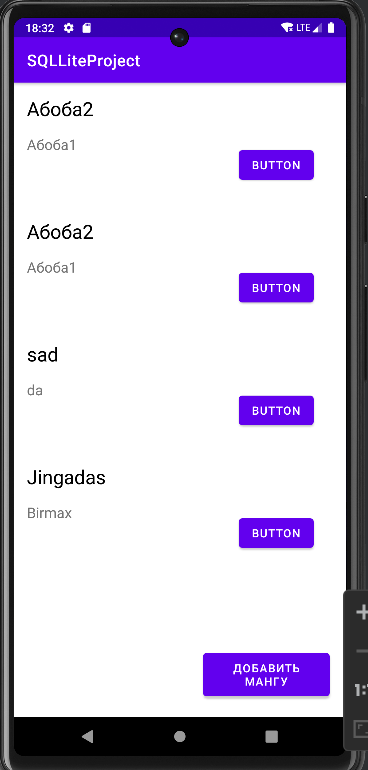 18:32 LTE
SQLLiteProject
Абоба2
Абоба1
BUTTON
Абоба2
Абоба1
BUTTON
sad
da
BUTTON
Jingadas
Birmax
BUTTON
ДОБАВИТЬ
МАНГУ